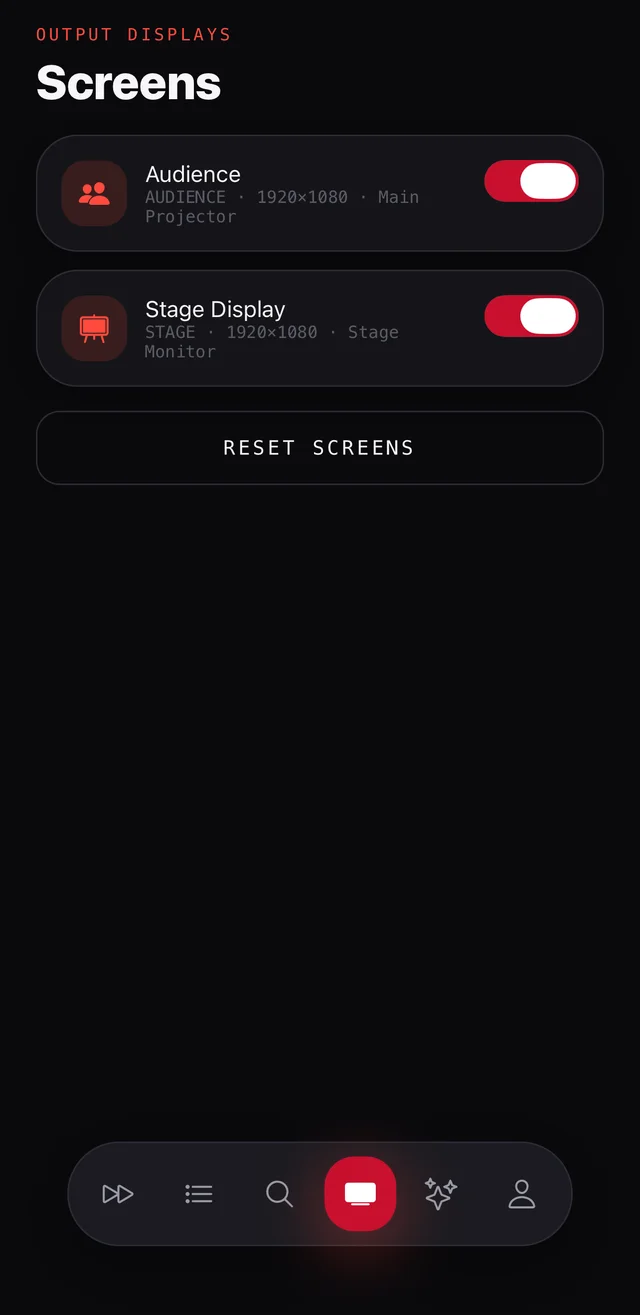 OUTPUT DISPLAYS
Screens
Audience
AUDIENCE · 1920×1080 · Main
Projector
Stage Display
STAGE · 1920×1080 · Stage
Monitor
RESET SCREENS